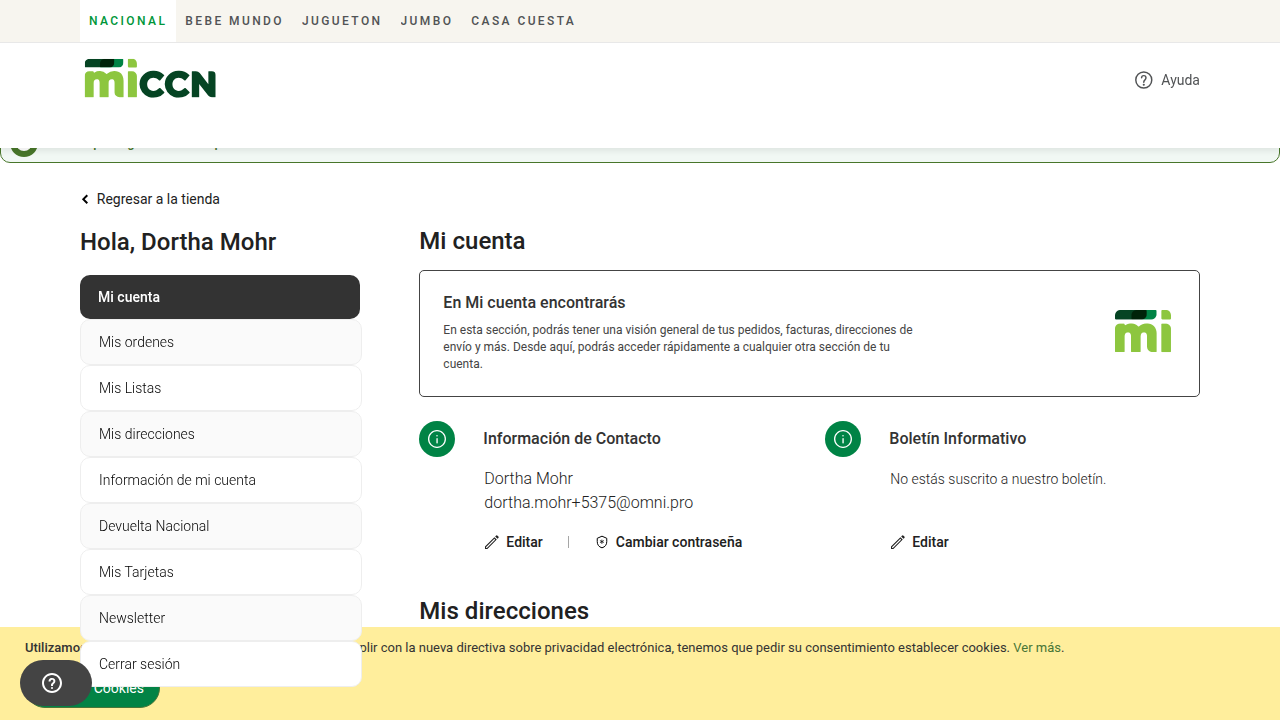 NACIONAL BEBE MUNDO JUGUETON JUMBO CASA CUESTA
miCCN
Ayuda
Regresar a la tienda
Hola, Dortha Mohr
Mi cuenta
Mis ordenes
Mis Listas
Mis direcciones
Información de mi cuenta
Devuelta Nacional
Mis Tarjetas
Newsletter
Cerrar sesión
Mi cuenta
En Mi cuenta encontrarás
En esta sección, podrás tener una visión general de tus pedidos, facturas, direcciones de
envío y más. Desde aquí, podrás acceder rápidamente a cualquier otra sección de tu
cuenta.
mi
Información de Contacto
Dortha Mohr
dortha.mohr+5375@omni.pro
Editar
Cambiar contraseña
Boletín Informativo
No estás suscrito a nuestro boletín.
Editar
Mis direcciones
Utilizamo plir con la nueva directiva sobre privacidad electrónica, tenemos que pedir su consentimiento establecer cookies. Ver más.
Cookies